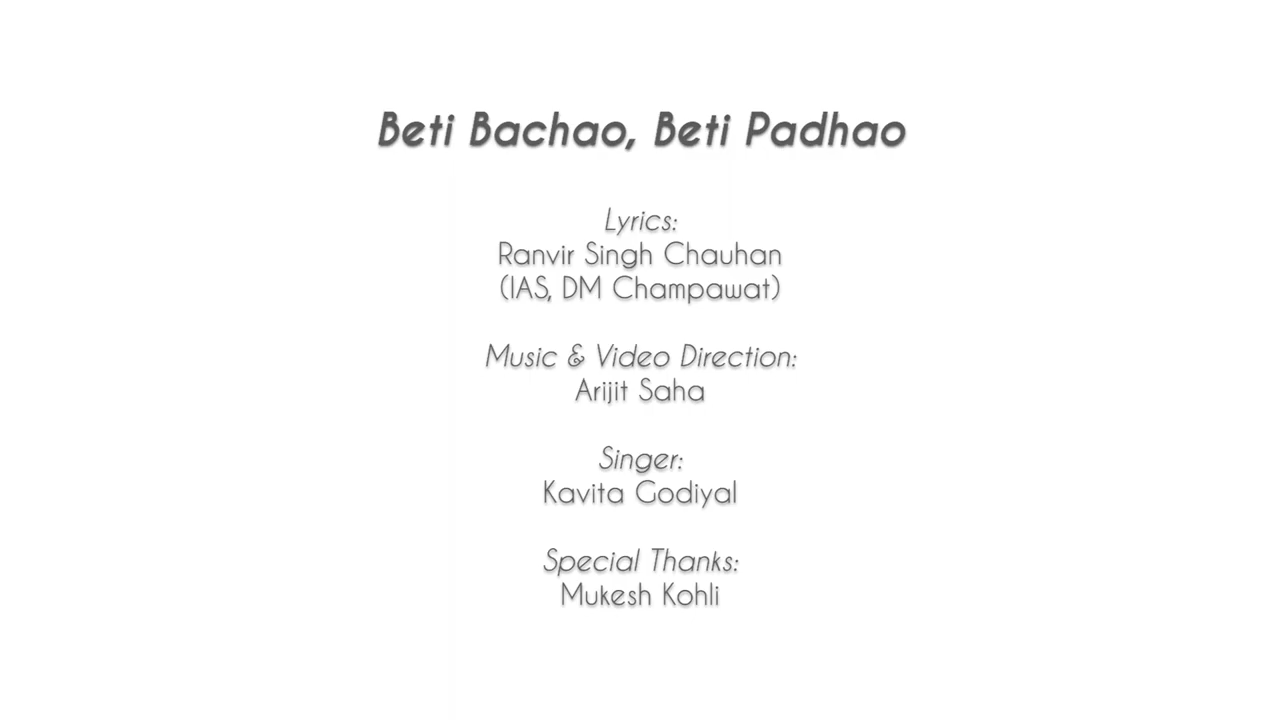 Beti Bachao, Beti Padhao
Lyrics:
Ranvir Singh Chauhan
(IAS, DM Champawat)
Music & Video Direction:
Arijit Saha
Singer:
Kavita Godiyal
Special Thanks:
Mukesh Kohli